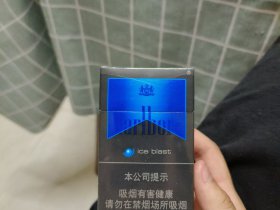 Marlboro
ice blast
本公司提示
吸烟有害健康
请勿在禁烟场所吸烟